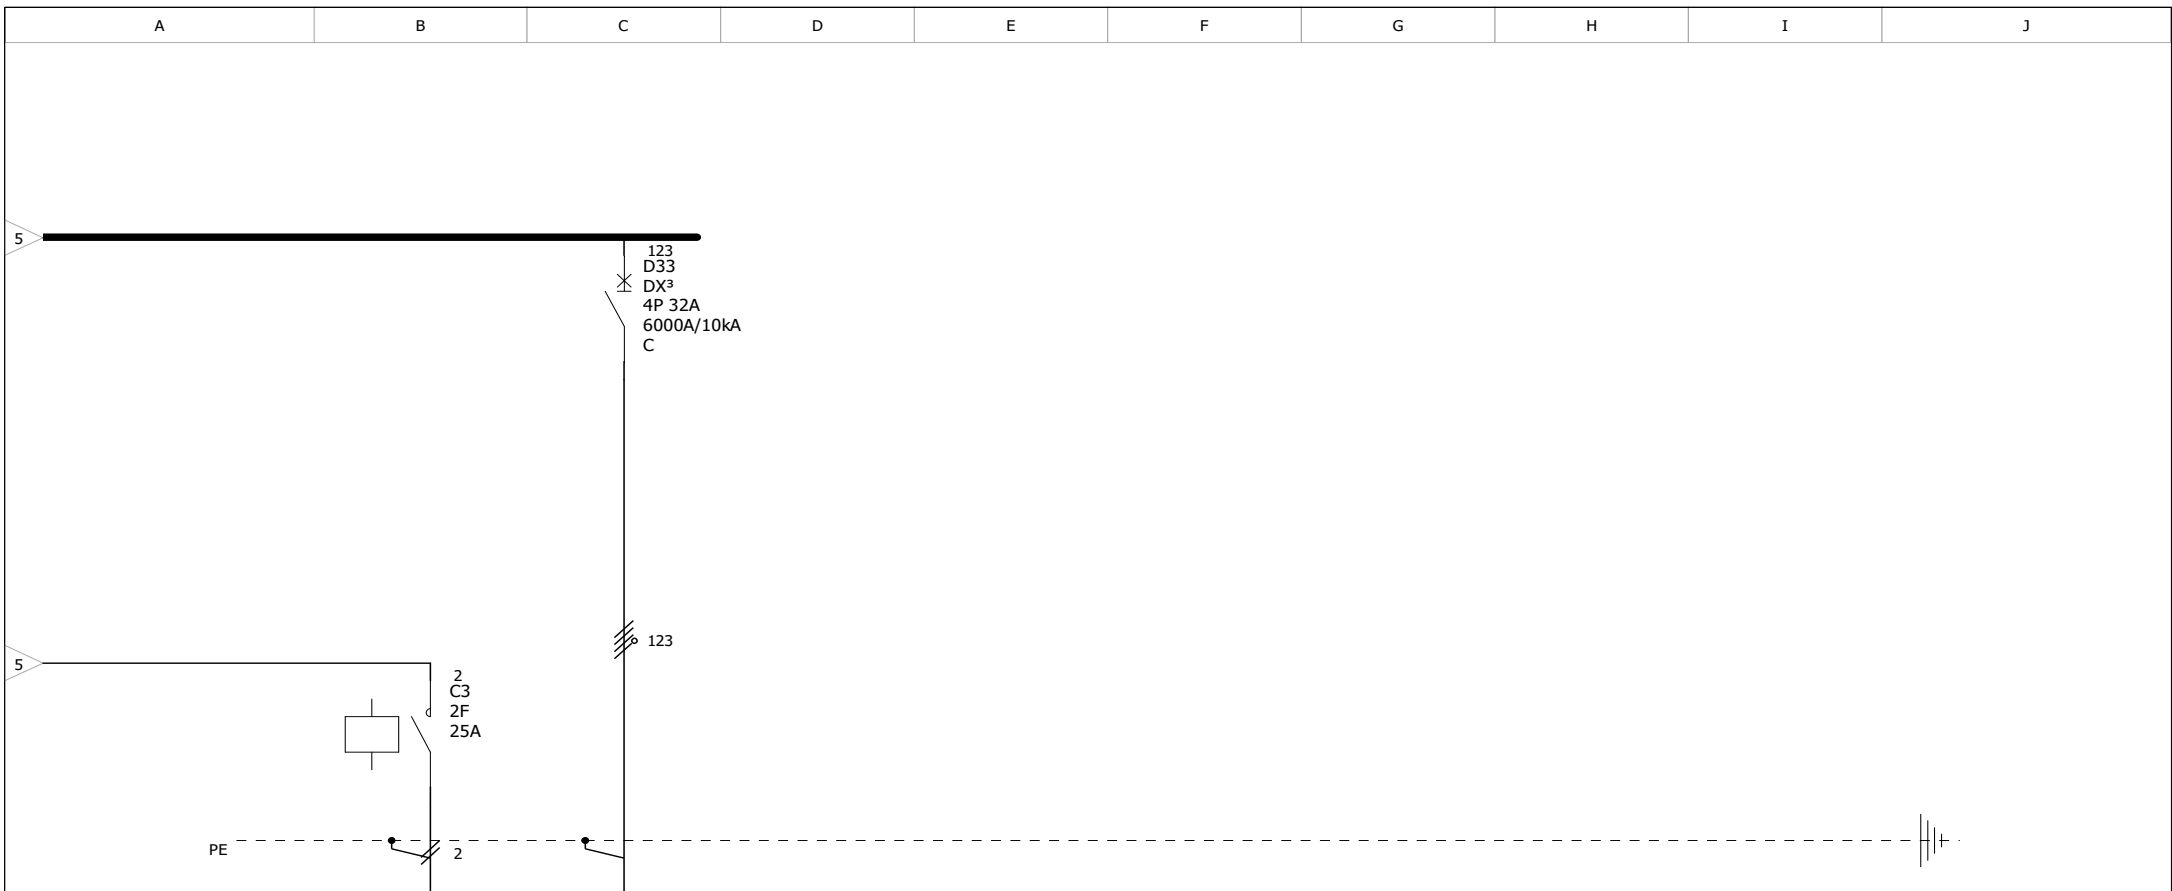 A B C D E F G H I J
5
123
D33
DX³
4P 32A
6000A/10kA
C
123
5
2
C3
2F
25A
PE
2